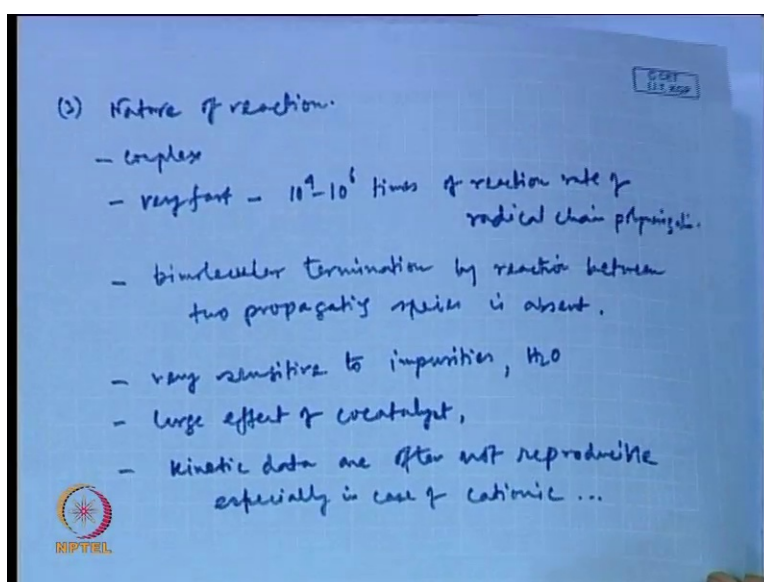 CCET
I.I.T. KGP
(3) Nature of reaction.
- complex
- very fast - 10⁴-10⁶ times of reaction rate of
radical chain polymerization.
- bimolecular termination by reaction between
two propagating species is absent.
- very sensitive to impurities, H₂O
- large effect of cocatalyst,
- kinetic data are often not reproducible
especially in case of cationic ...
NPTEL